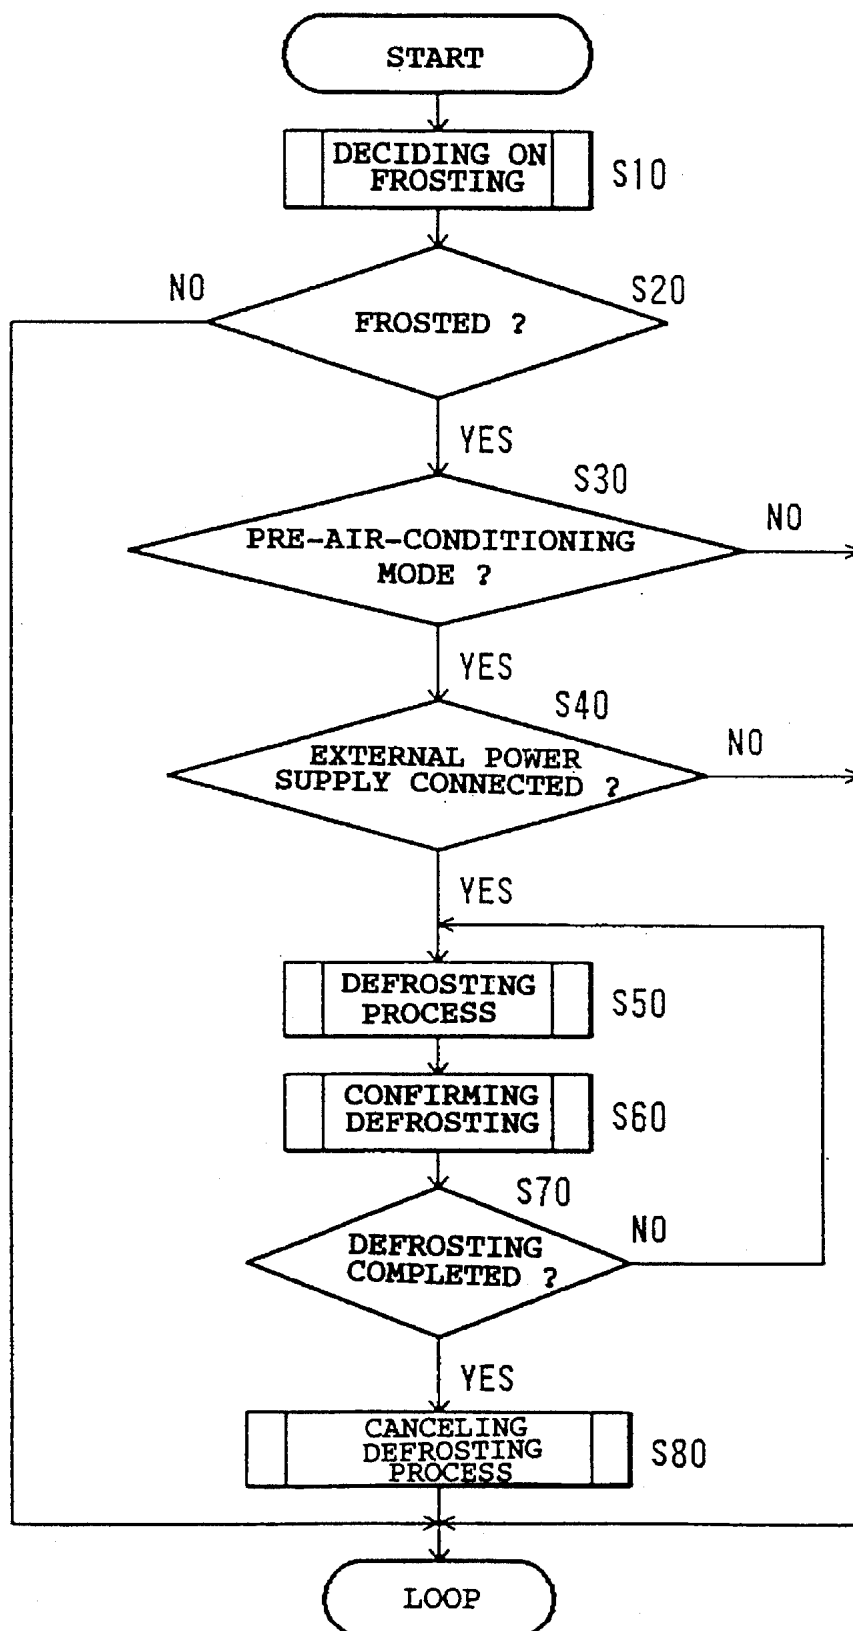 START
DECIDING ON
FROSTING
S10
NO
S20
FROSTED ?
YES
S30
NO
PRE-AIR-CONDITIONING
MODE ?
YES
S40
NO
EXTERNAL POWER
SUPPLY CONNECTED ?
YES
DEFROSTING
PROCESS
S50
CONFIRMING
DEFROSTING
S60
S70
NO
DEFROSTING
COMPLETED ?
YES
CANCELING
DEFROSTING
PROCESS
S80
LOOP